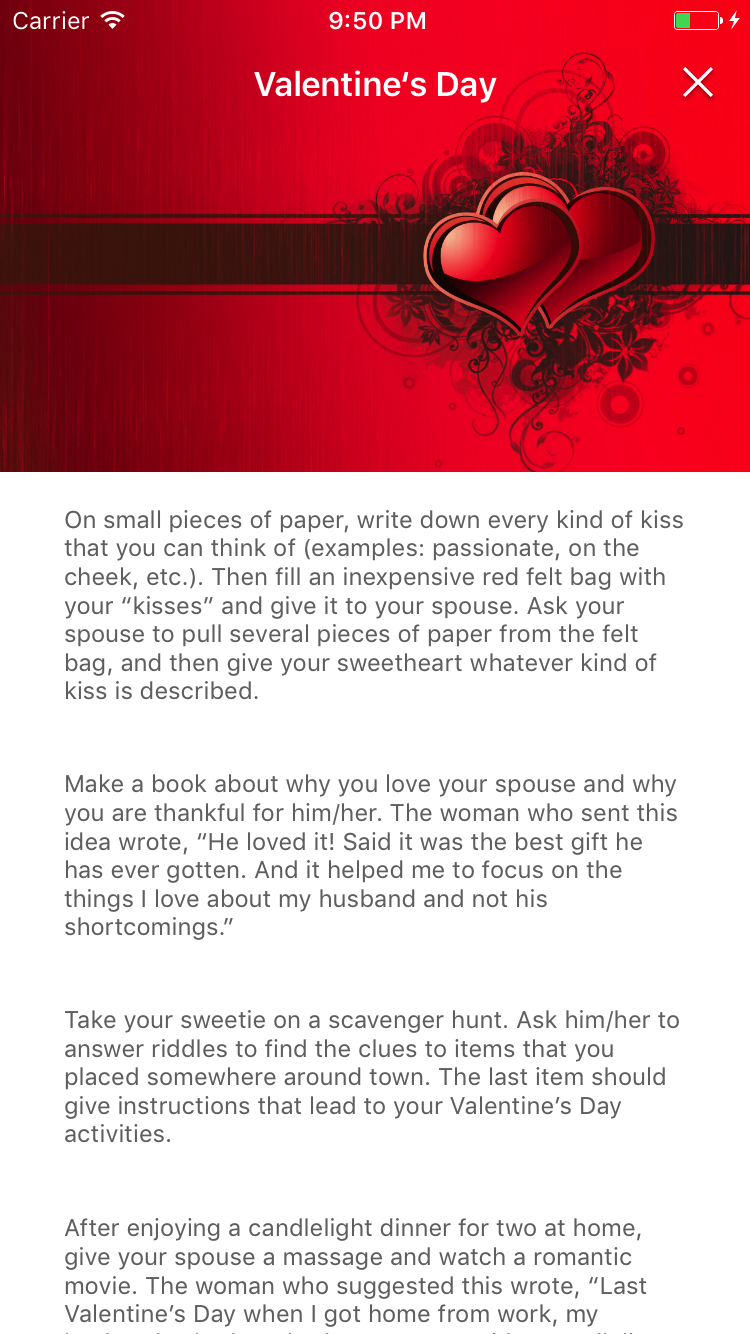 Carrier
9:50 PM
Valentine‘s Day
On small pieces of paper, write down every kind of kiss
that you can think of (examples: passionate, on the
cheek, etc.). Then fill an inexpensive red felt bag with
your “kisses” and give it to your spouse. Ask your
spouse to pull several pieces of paper from the felt
bag, and then give your sweetheart whatever kind of
kiss is described.
Make a book about why you love your spouse and why
you are thankful for him/her. The woman who sent this
idea wrote, “He loved it! Said it was the best gift he
has ever gotten. And it helped me to focus on the
things I love about my husband and not his
shortcomings.”
Take your sweetie on a scavenger hunt. Ask him/her to
answer riddles to find the clues to items that you
placed somewhere around town. The last item should
give instructions that lead to your Valentine’s Day
activities.
After enjoying a candlelight dinner for two at home,
give your spouse a massage and watch a romantic
movie. The woman who suggested this wrote, “Last
Valentine’s Day when I got home from work, my